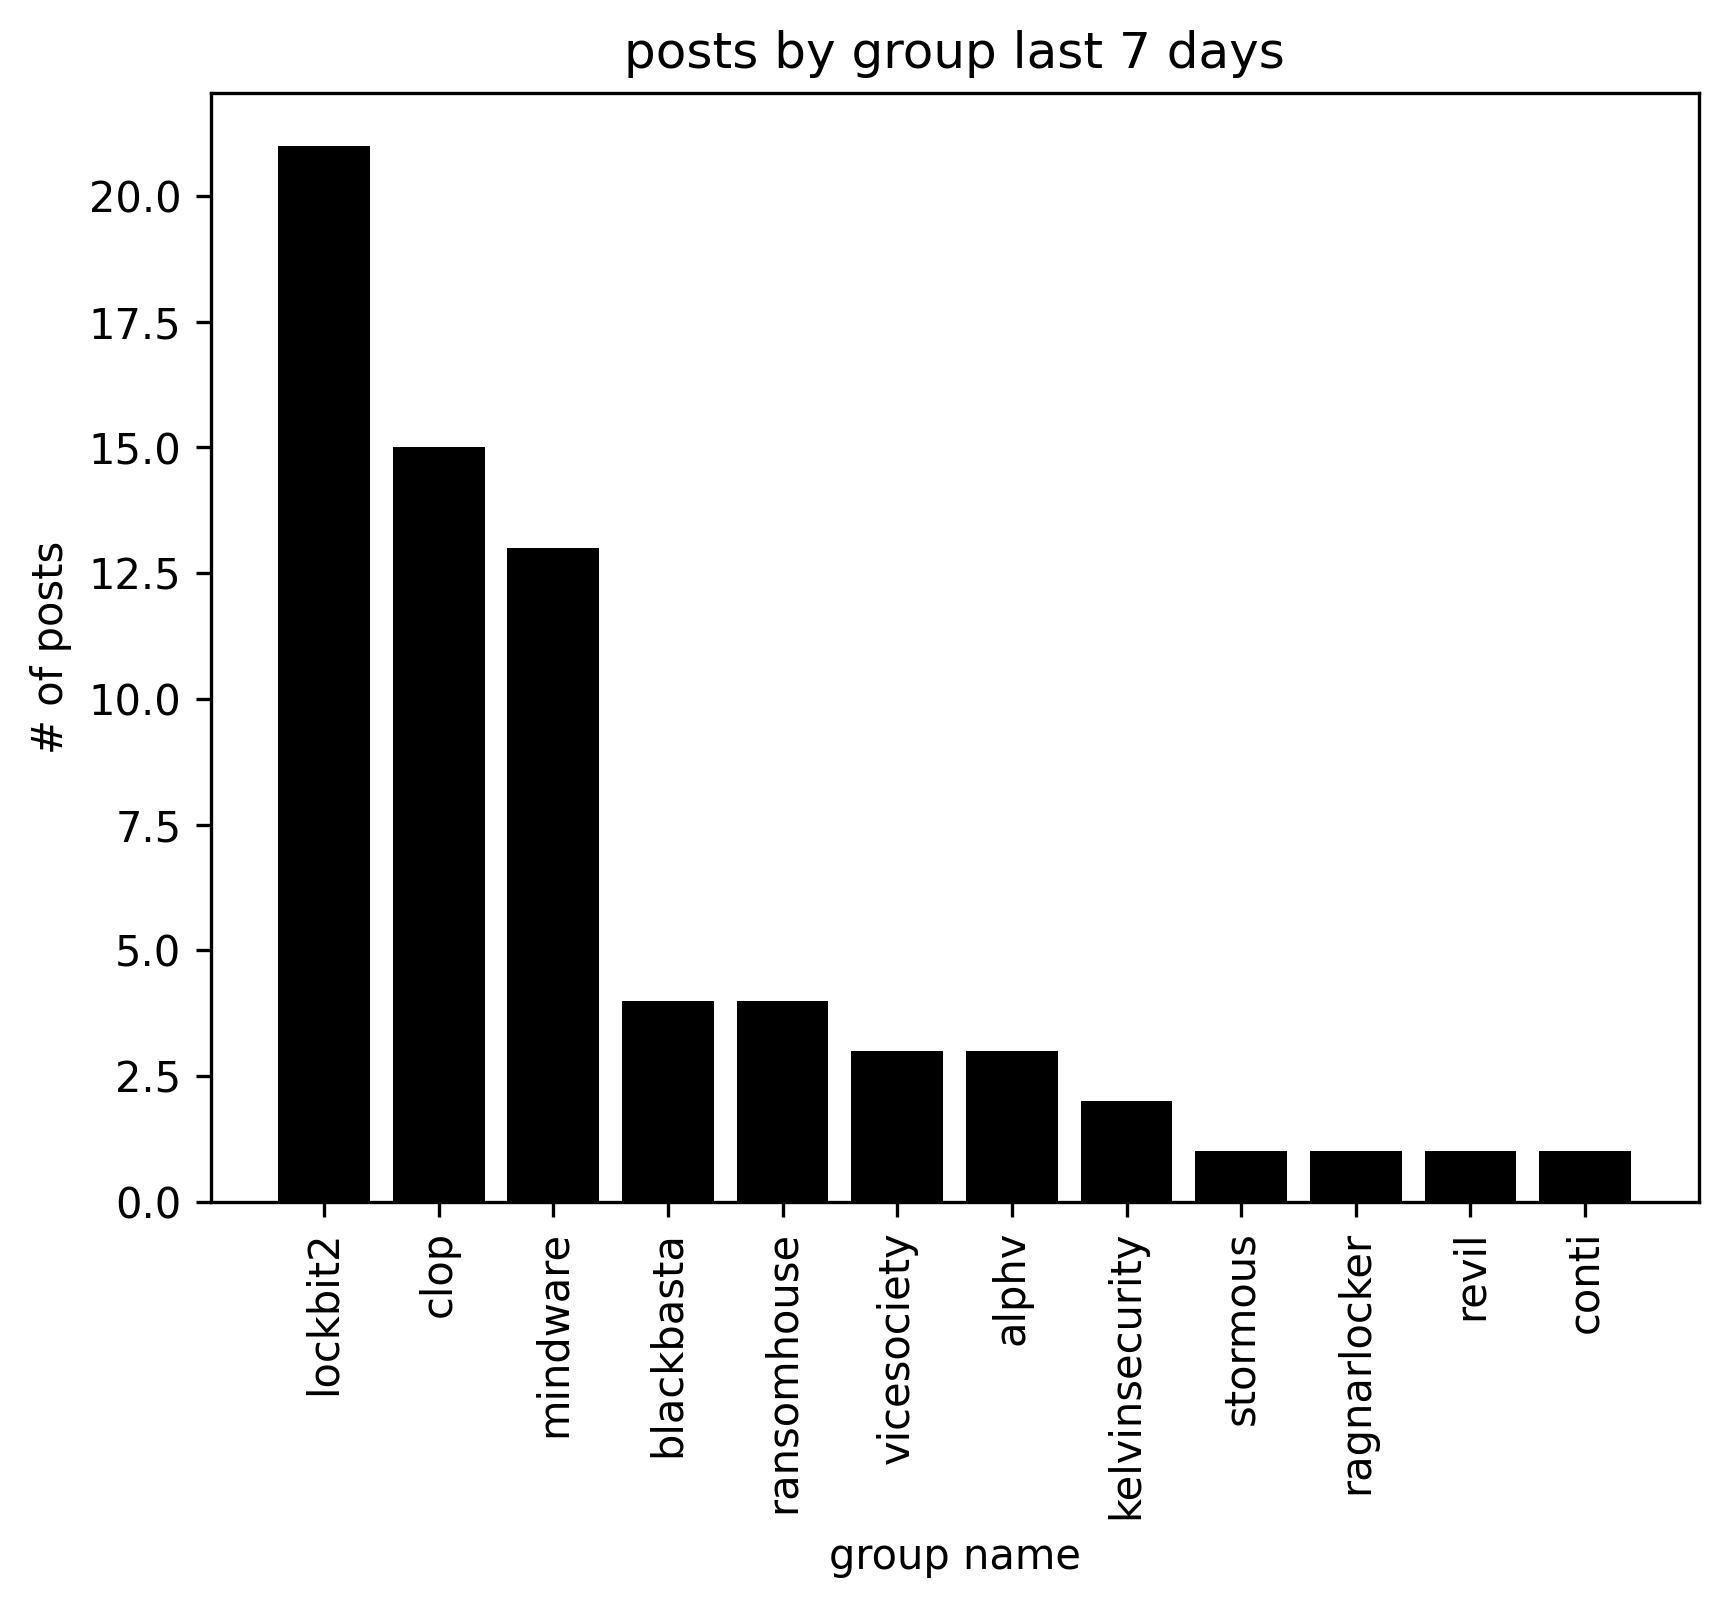 posts by group last 7 days
# of posts
20.0
17.5
15.0
12.5
10.0
7.5
5.0
2.5
0.0
lockbit2
clop
mindware
blackbasta
ransomhouse
vicesociety
alphv
kelvinsecurity
stormous
ragnarlocker
revil
conti
group name